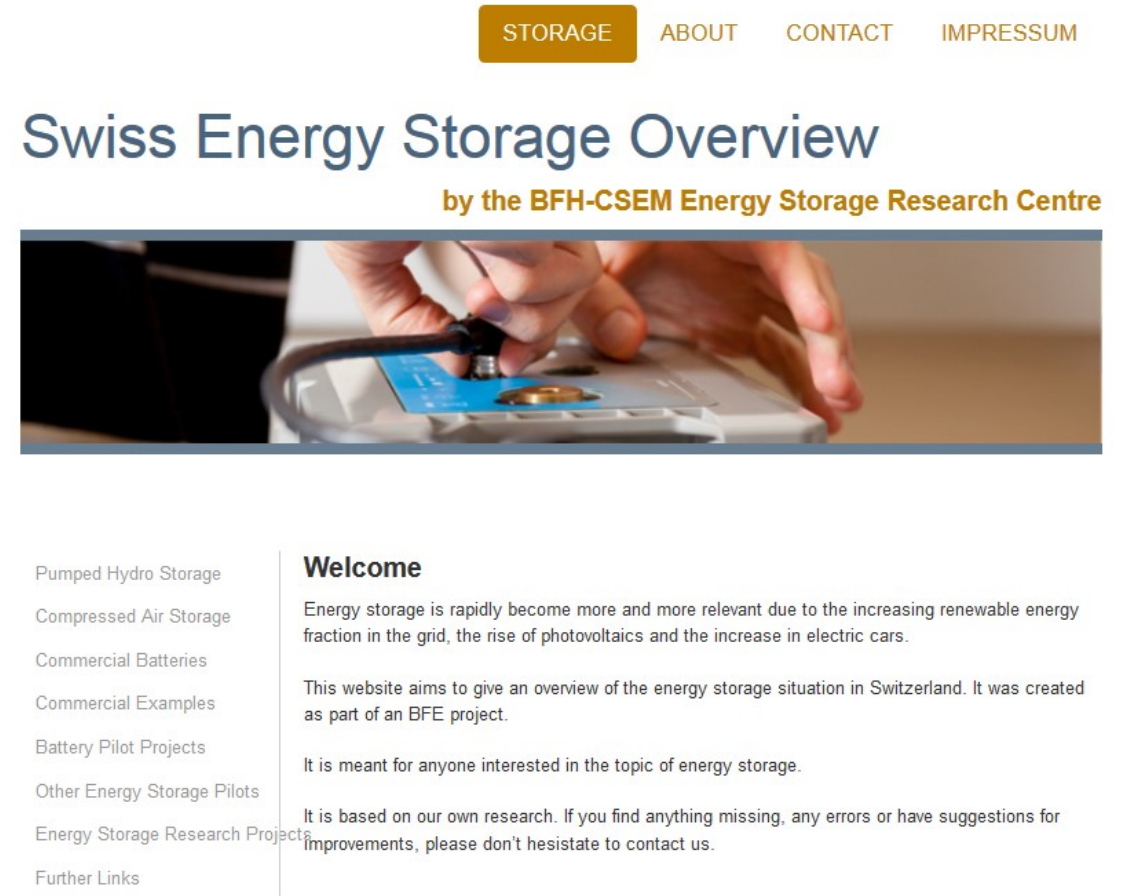 STORAGE ABOUT CONTACT IMPRESSUM
Swiss Energy Storage Overview
by the BFH-CSEM Energy Storage Research Centre
Pumped Hydro Storage
Compressed Air Storage
Commercial Batteries
Commercial Examples
Battery Pilot Projects
Other Energy Storage Pilots
Energy Storage Research Projects
Further Links
Welcome
Energy storage is rapidly become more and more relevant due to the increasing renewable energy
fraction in the grid, the rise of photovoltaics and the increase in electric cars.
This website aims to give an overview of the energy storage situation in Switzerland. It was created
as part of an BFE project.
It is meant for anyone interested in the topic of energy storage.
It is based on our own research. If you find anything missing, any errors or have suggestions for
improvements, please don't hesistate to contact us.